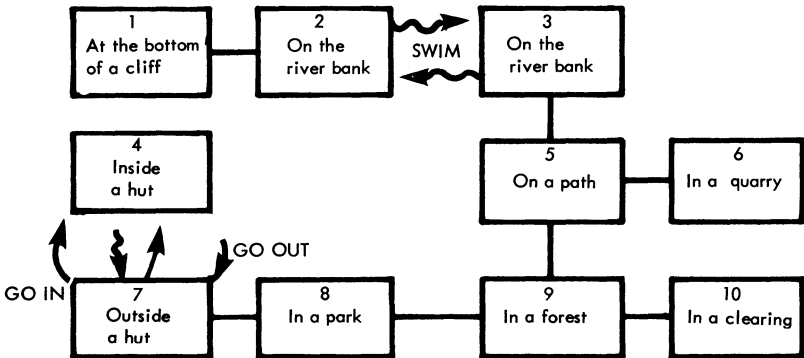 1
At the bottom
of a cliff
2
On the
river bank
SWIM
3
On the
river bank
4
Inside
a hut
5
On a path
6
In a quarry
GO IN
GO OUT
7
Outside
a hut
8
In a park
9
In a forest
10
In a clearing